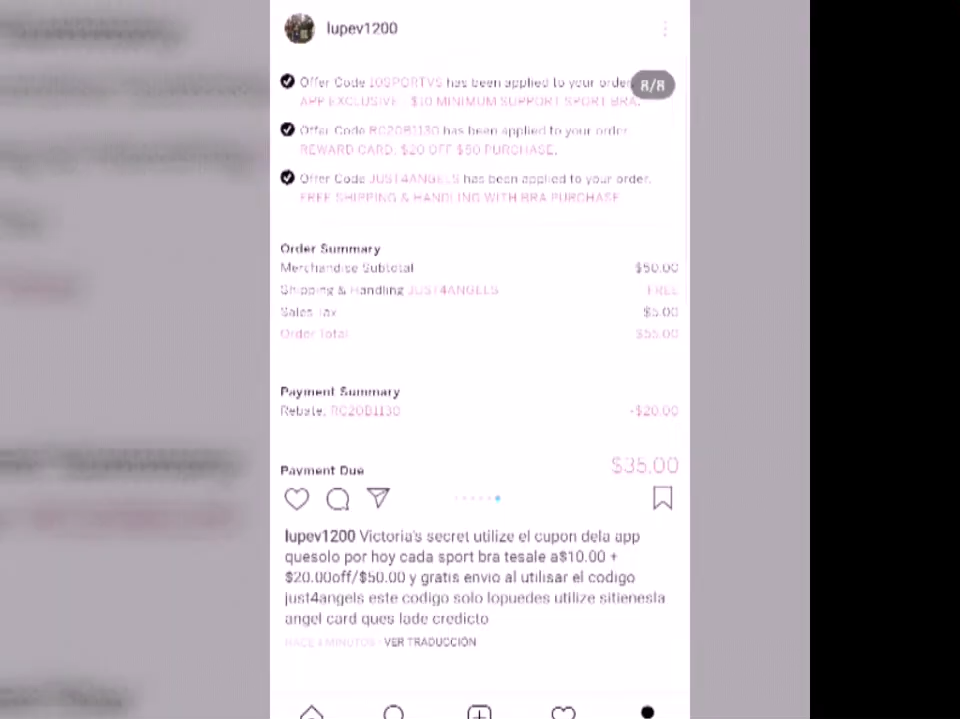 lupev1200
8/8
Offer Code 10SPORTVS has been applied to your order
APP EXCLUSIVE - $10 MINIMUM SUPPORT SPORT BRA.
Offer Code RC20B1130 has been applied to your order
REWARD CARD. $20 OFF $50 PURCHASE.
Offer Code JUST4ANGELS has been applied to your order.
FREE SHIPPING & HANDLING WITH BRA PURCHASE
Order Summary
Merchandise Subtotal $50.00
Shipping & Handling JUST4ANGELS FREE
Sales Tax $5.00
Order Total $55.00
Payment Summary
Rebate, RC20B1130 -$20.00
Payment Due $35.00
lupev1200 Victoria's secret utilize el cupon dela app
quesolo por hoy cada sport bra tesale a$10.00 +
$20.00off/$50.00 y gratis envio al utilisar el codigo
just4angels este codigo solo lopuedes utilize sitienesla
angel card ques lade credicto
HACE 4 MINUTOS · VER TRADUCCIÓN